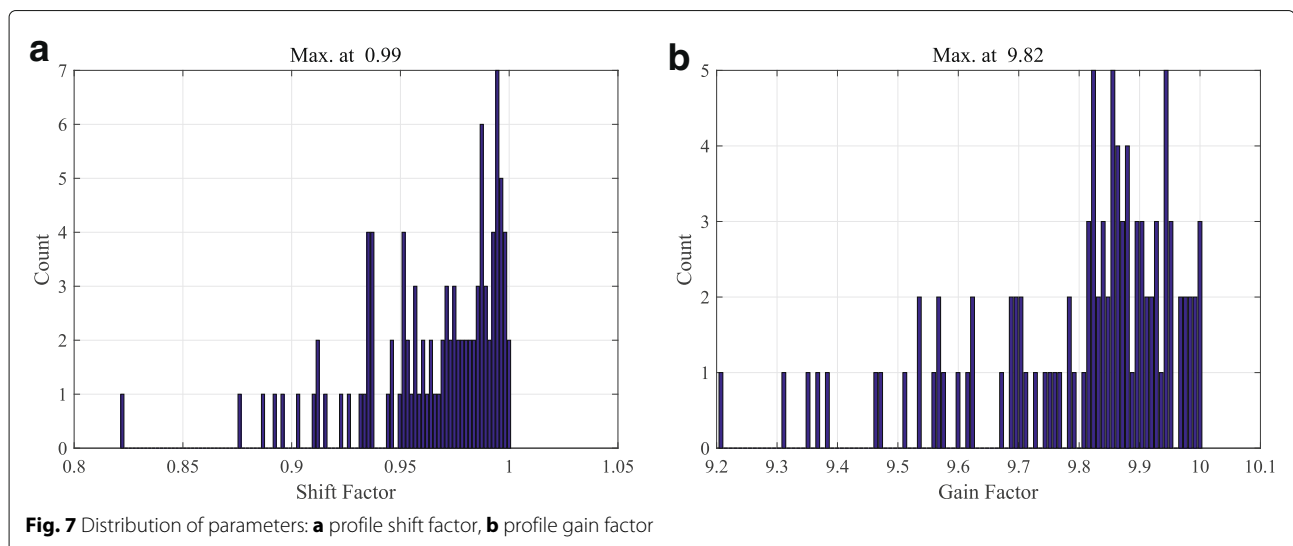 a
Max. at 0.99
7
6
5
4
3
2
1
0
Count
0.8 0.85 0.9 0.95 1 1.05
Shift Factor
b
Max. at 9.82
5
4
3
2
1
0
Count
9.2 9.3 9.4 9.5 9.6 9.7 9.8 9.9 10 10.1
Gain Factor
Fig. 7 Distribution of parameters: a profile shift factor, b profile gain factor